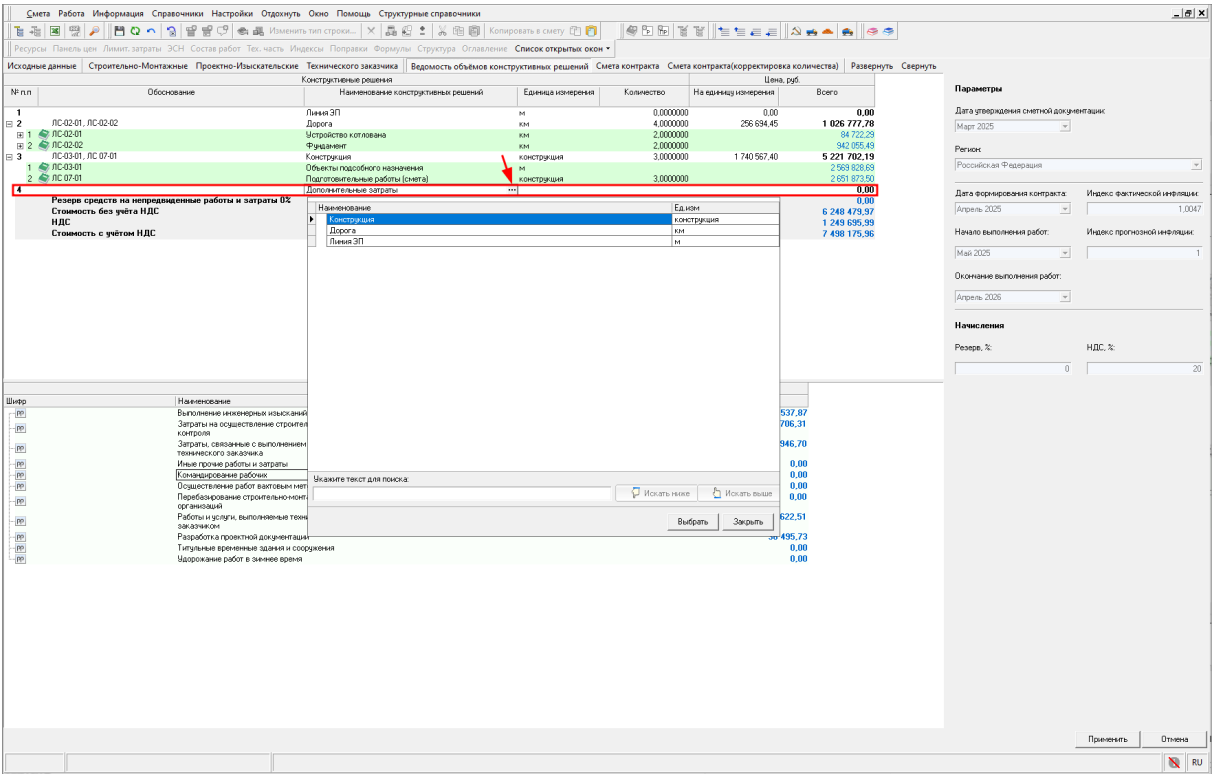 Смета Работа Информация Справочники Настройки Отдохнуть Окно Помощь Структурные справочники
Изменить тип строки... Копировать в смету
Ресурсы Панель цен Лимит. затраты ЭСН Состав работ Тех. часть Индексы Поправки Формулы Структура Оглавление Список открытых окон
Исходные данные Строительно-Монтажные Проектно-Изыскательские Технического заказчика Ведомость объёмов конструктивных решений Смета контракта Смета контракта(корректировка количества) Развернуть Свернуть
Конструктивные решения Цена, руб.
№ п.п Обоснование Наименование конструктивных решений Единица измерения Количество На единицу измерения Всего
1 Линия ЭП м 0,0000000 0,00 0,00
2 ЛС-02-01, ЛС-02-02 Дорога км 4,0000000 256 694,45 1 026 777,78
1 ЛС-02-01 Устройство котлована км 2,0000000 84 722,29
2 ЛС-02-02 Фундамент км 2,0000000 942 055,49
3 ЛС-03-01, ЛС 07-01 Конструкция конструкция 3,0000000 1 740 567,40 5 221 702,19
1 ЛС-03-01 Объекты подсобного назначения м 2 569 828,69
2 ЛС 07-01 Подготовительные работы (смета) конструкция 3,0000000 2 651 873,50
4 Дополнительные затраты ... 0,00
Резерв средств на непредвиденные работы и затраты 0% 0,00
Стоимость без учёта НДС 6 248 479,97
НДС 1 249 695,99
Стоимость с учётом НДС 7 498 175,96
Наименование Ед.изм
Конструкция конструкция
Дорога км
Линия ЭП м
Укажите текст для поиска:
Искать ниже Искать выше
Выбрать Закрыть
Параметры
Дата утверждения сметной документации:
Март 2025
Регион:
Российская Федерация
Дата формирования контракта: Индекс фактической инфляции:
Апрель 2025 1,0047
Начало выполнения работ: Индекс прогнозной инфляции:
Май 2025 1
Окончание выполнения работ:
Апрель 2026
Начисления
Резерв, %: НДС, %:
0 20
Шифр Наименование
РР Выполнение инженерных изысканий 537,87
РР Затраты на осуществление строител 706,31
контроля
РР Затраты, связанные с выполнением 946,70
технического заказчика
РР Иные прочие работы и затраты 0,00
РР Командирование рабочих 0,00
РР Осуществление работ вахтовым мет 0,00
РР Перебазирование строительно-монт 0,00
организаций
РР Работы и услуги, выполняемые техн 622,51
заказчиком
РР Разработка проектной документации 495,73
РР Титульные временные здания и сооружения 0,00
РР Удорожание работ в зимнее время 0,00
Применить Отмена
RU